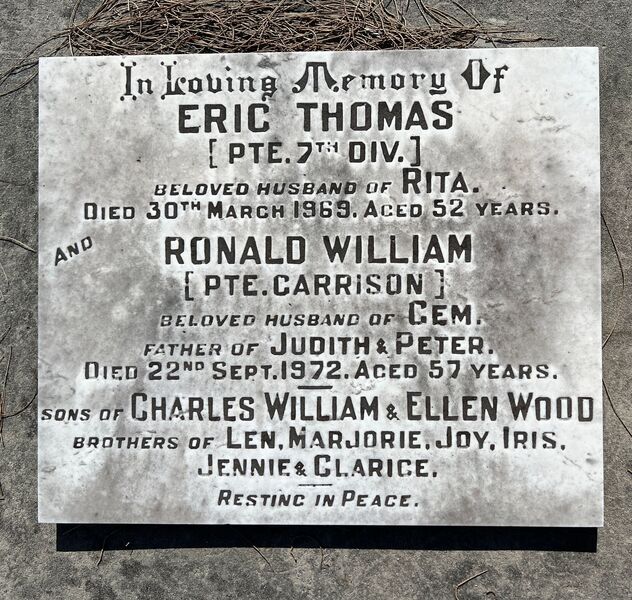 In Loving Memory Of
ERIC THOMAS
[PTE. 7TH DIV.]
BELOVED HUSBAND OF RITA.
DIED 30TH MARCH 1969. AGED 52 YEARS.
AND RONALD WILLIAM
[PTE. GARRISON]
BELOVED HUSBAND OF GEM.
FATHER OF JUDITH & PETER.
DIED 22ND SEPT. 1972. AGED 57 YEARS.
SONS OF CHARLES WILLIAM & ELLEN WOOD
BROTHERS OF LEN, MARJORIE, JOY, IRIS,
JENNIE & CLARICE.
RESTING IN PEACE.